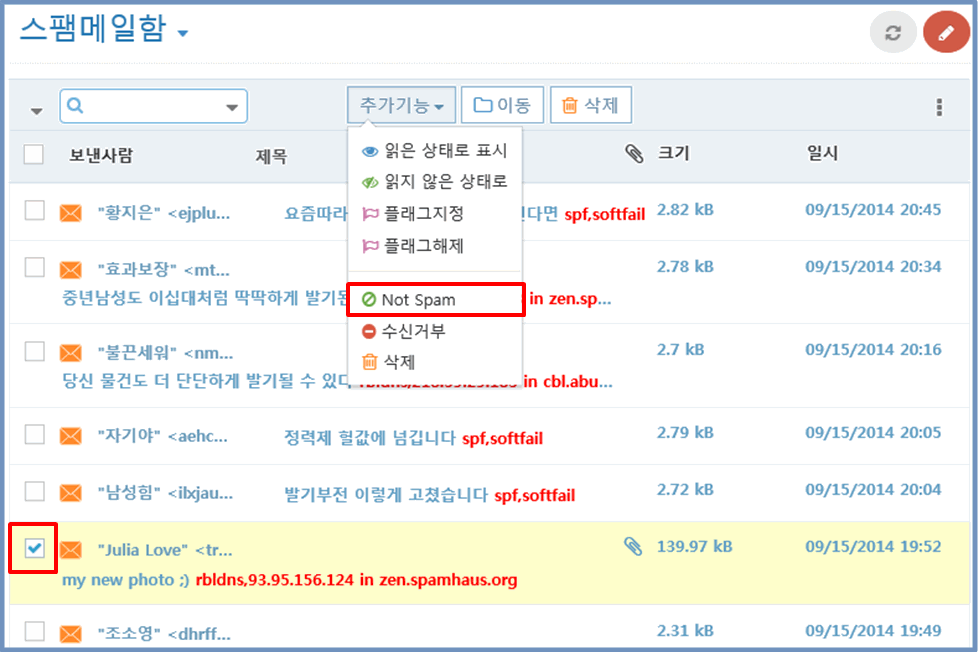 스팸메일함
추가기능 이동 삭제
보낸사람 제목 크기 일시
읽은 상태로 표시
읽지 않은 상태로
플래그지정
플래그해제
Not Spam
수신거부
삭제
"황지은" <ejplu... 요즘따라 다면 spf,softfail 2.82 kB 09/15/2014 20:45
"효과보장" <mt... 2.78 kB 09/15/2014 20:34
중년남성도 이십대처럼 딱딱하게 발기 in zen.sp...
"불끈세워" <nm... 2.7 kB 09/15/2014 20:16
당신 물건도 더 단단하게 발기될 수 있다 in cbl.abu...
"자기야" <aehc... 정력제 헐값에 넘깁니다 spf,softfail 2.79 kB 09/15/2014 20:05
"남성힘" <ilxjau... 발기부전 이렇게 고쳤습니다 spf,softfail 2.72 kB 09/15/2014 20:04
"Julia Love" <tr... 139.97 kB 09/15/2014 19:52
my new photo ;) rbldns,93.95.156.124 in zen.spamhaus.org
"조소영" <dhrff... 2.31 kB 09/15/2014 19:49